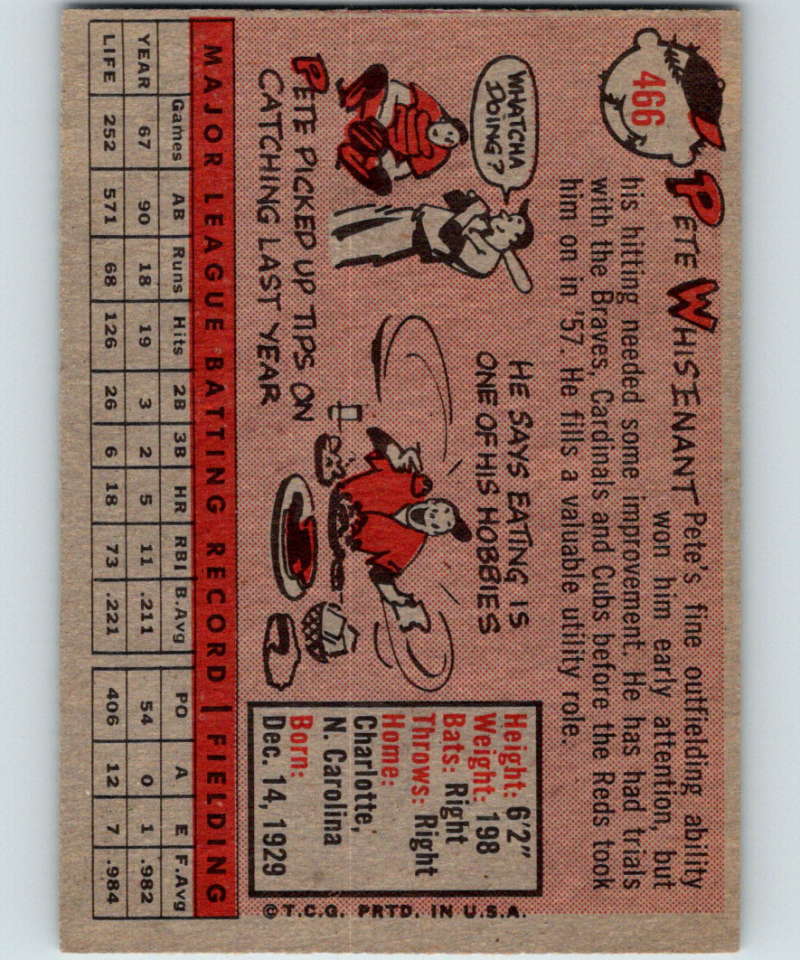 466
PETE WHISENANT Pete's fine outfielding ability
won him early attention, but
his hitting needed some improvement. He has had trials
with the Braves, Cardinals and Cubs before the Reds took
him on in '57. He fills a valuable utility role.
WHATCHA
DOING?
PETE PICKED UP TIPS ON
CATCHING LAST YEAR
HE SAYS EATING IS
ONE OF HIS HOBBIES
Height: 6'2"
Weight: 198
Bats: Right
Throws: Right
Home:
Charlotte,
N. Carolina
Born:
Dec. 14, 1929
© T.C.G. PRTD. IN U.S.A.
MAJOR LEAGUE BATTING RECORD | FIELDING
Games AB Runs Hits 2B 3B HR RBI B.Avg PO A E F.Avg
YEAR 67 90 18 19 3 2 5 11 .211 54 0 1 .982
LIFE 252 571 68 126 26 6 18 73 .221 406 12 7 .984